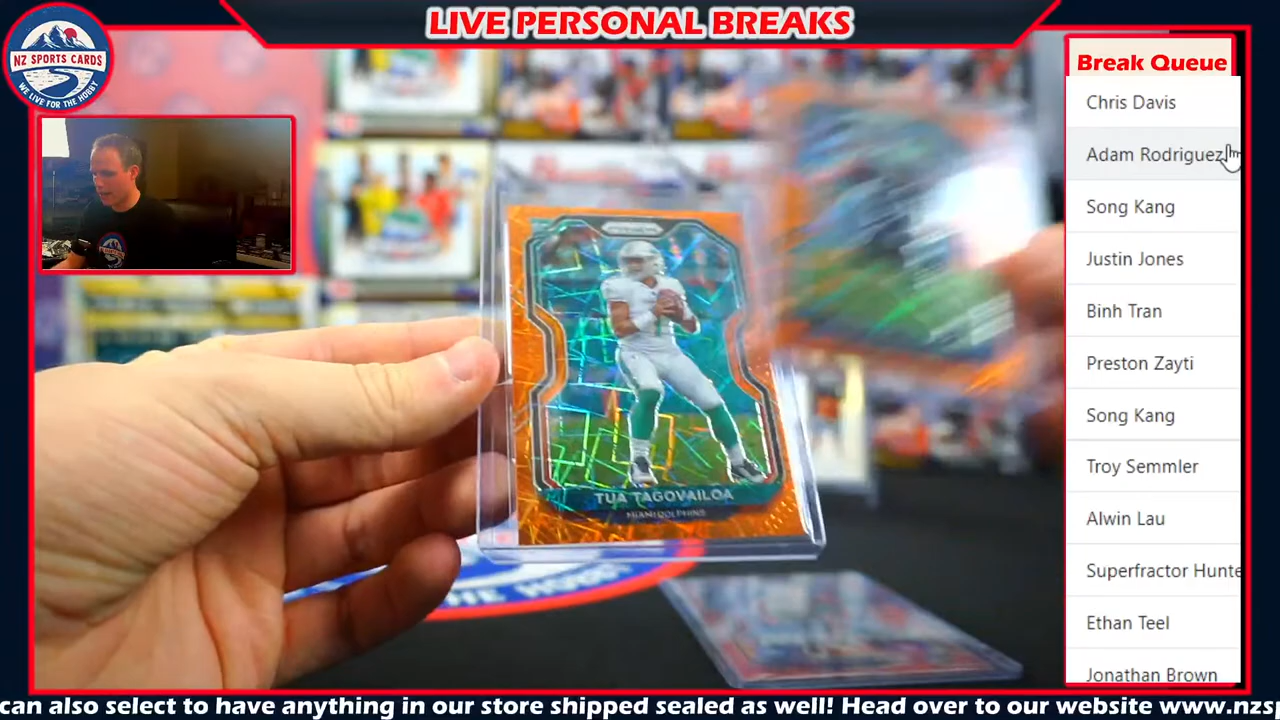 LIVE PERSONAL BREAKS
NZ SPORTS CARDS
WE LIVE FOR THE HOBBY
Break Queue
Chris Davis
Adam Rodriguez
Song Kang
Justin Jones
Binh Tran
Preston Zayti
Song Kang
Troy Semmler
Alwin Lau
Superfractor Hunte
Ethan Teel
Jonathan Brown
PRIZM
TUA TAGOVAILOA
MIAMI DOLPHINS
THE HOBBY
can also select to have anything in our store shipped sealed as well! Head over to our website www.nzs